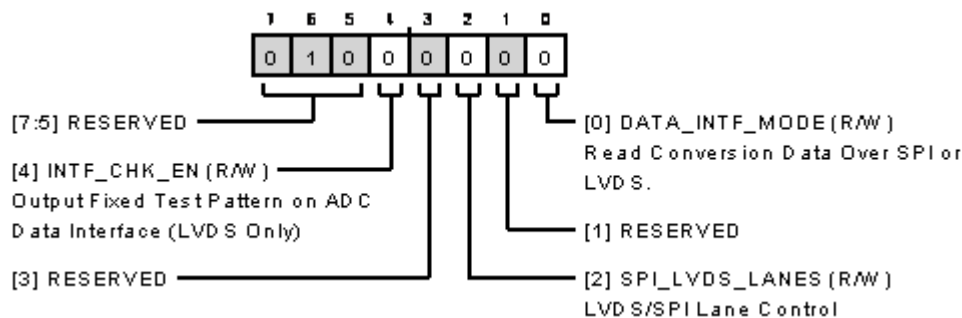 7 6 5 4 3 2 1 0
0 1 0 0 0 0 0 0
[7:5] RESERVED
[4] INTF_CHK_EN (R/W)
Output Fixed Test Pattern on ADC
Data Interface (LVDS Only)
[3] RESERVED
[0] DATA_INTF_MODE (R/W)
Read Conversion Data Over SPI or
LVDS.
[1] RESERVED
[2] SPI_LVDS_LANES (R/W)
LVDS/SPI Lane Control